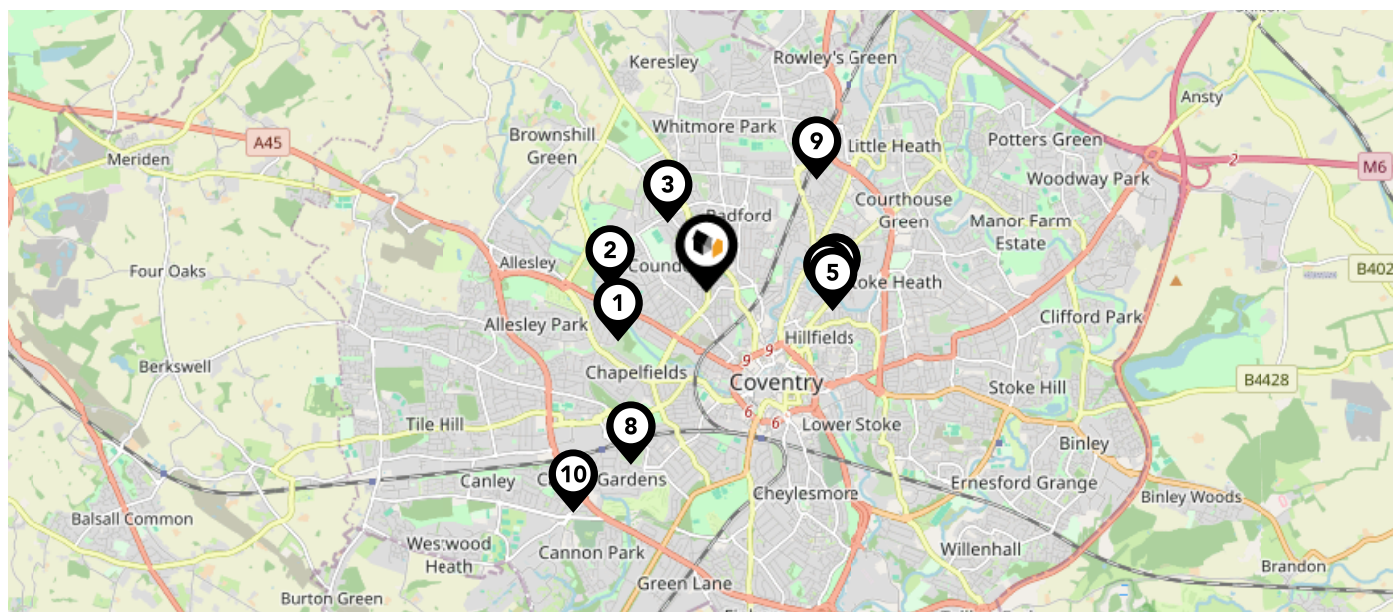 Keresley
Rowley's Green
Ansty
Whitmore Park
Brownshill
Green
A45
9
Little Heath
Potters Green
Meriden
2
M6
Woodway Park
3
Courthouse
Green
Radford
Manor Farm
Estate
2
Allesley
Four Oaks
5
Stoke Heath
1
Clifford Park
Allesley Park
Hillfields
9
9
Berkswell
Chapelfields
Coventry
B4428
Stoke Hill
6
6
Tile Hill
8
Lower Stoke
Binley
10
Canley
Gardens
Ernesford Grange
Cheylesmore
Binley Woods
Balsall Common
Westwood
Heath
Cannon Park
Willenhall
Brandon
Green Lane
Burton Green